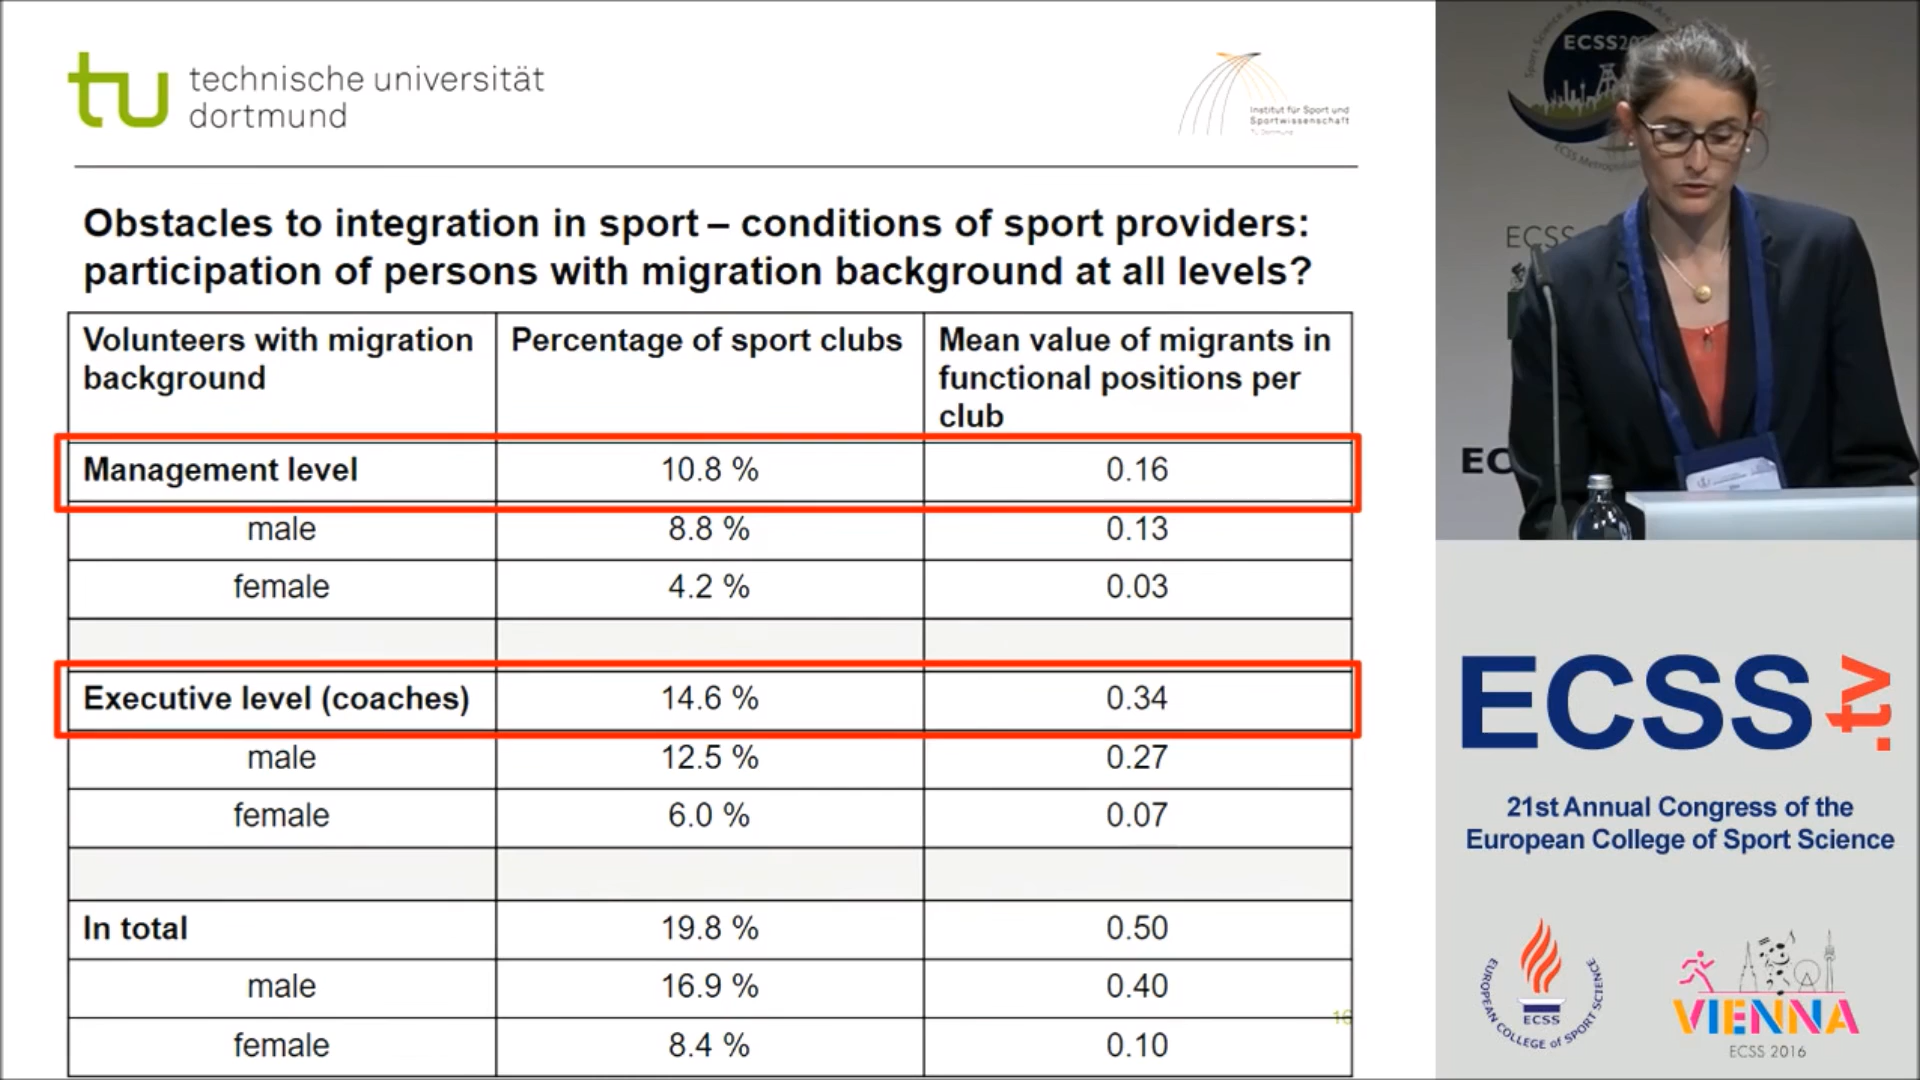 technische universität
dortmund
Institut für Sport und
Sportwissenschaft
Obstacles to integration in sport – conditions of sport providers:
participation of persons with migration background at all levels?
Volunteers with migration background
Percentage of sport clubs
Mean value of migrants in functional positions per club
Management level 10.8 % 0.16
male 8.8 % 0.13
female 4.2 % 0.03
Executive level (coaches) 14.6 % 0.34
male 12.5 % 0.27
female 6.0 % 0.07
In total 19.8 % 0.50
male 16.9 % 0.40
female 8.4 % 0.10
16
ECSS
EC
ECSS.tv
21st Annual Congress of the
European College of Sport Science
EUROPEAN COLLEGE of SPORT SCIENCE
ECSS
VIENNA
ECSS 2016